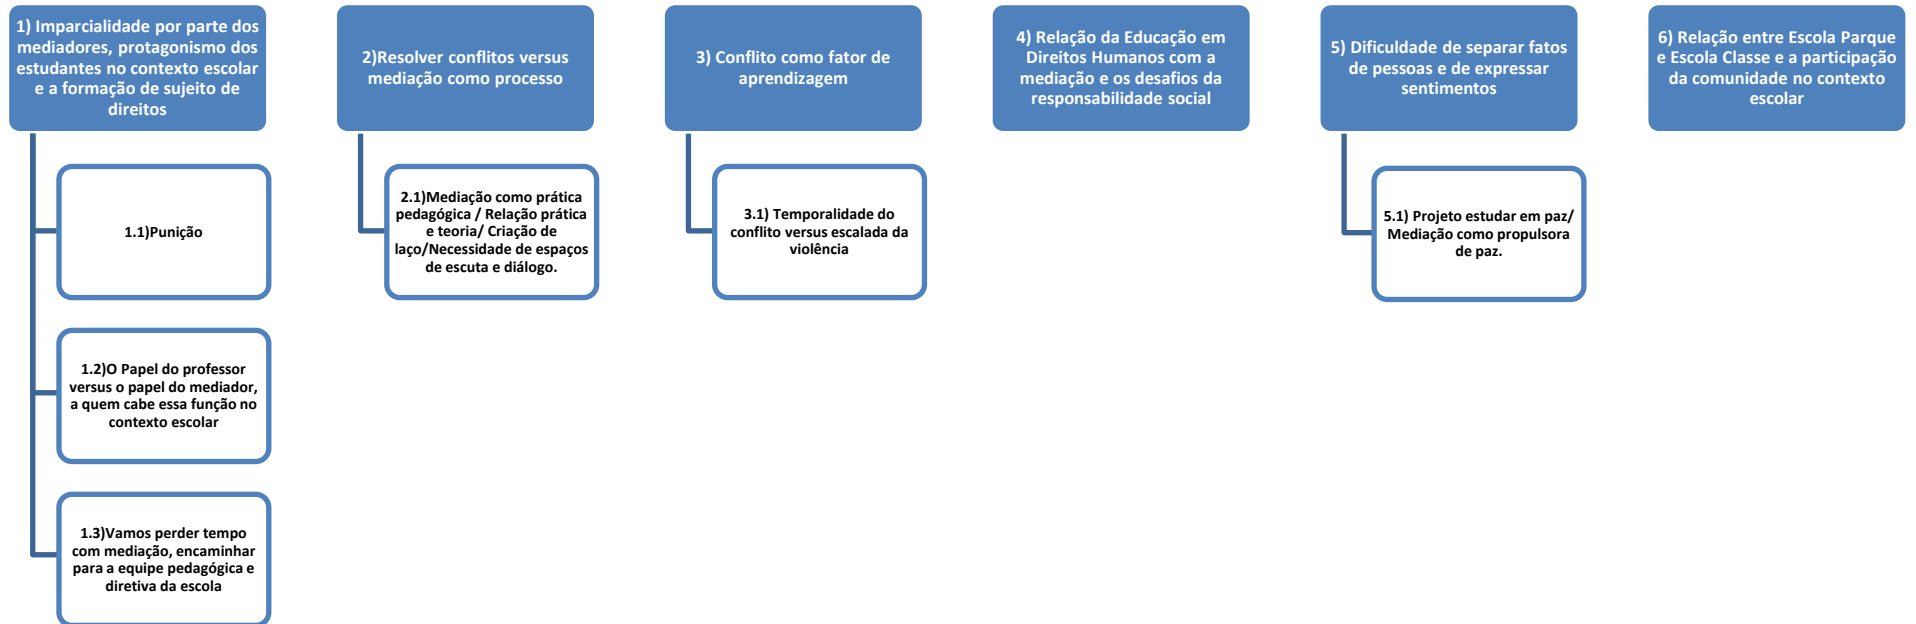 1) Imparcialidade por parte dos
mediadores, protagonismo dos
estudantes no contexto escolar
e a formação de sujeito de
direitos
1.1)Punição
1.2)O Papel do professor
versus o papel do mediador,
a quem cabe essa função no
contexto escolar
1.3)Vamos perder tempo
com mediação, encaminhar
para a equipe pedagógica e
diretiva da escola
2)Resolver conflitos versus
mediação como processo
2.1)Mediação como prática
pedagógica / Relação prática
e teoria/ Criação de
laço/Necessidade de espaços
de escuta e diálogo.
3) Conflito como fator de
aprendizagem
3.1) Temporalidade do
conflito versus escalada da
violência
4) Relação da Educação em
Direitos Humanos com a
mediação e os desafios da
responsabilidade social
5) Dificuldade de separar fatos
de pessoas e de expressar
sentimentos
5.1) Projeto estudar em paz/
Mediação como propulsora
de paz.
6) Relação entre Escola Parque
e Escola Classe e a participação
da comunidade no contexto
escolar